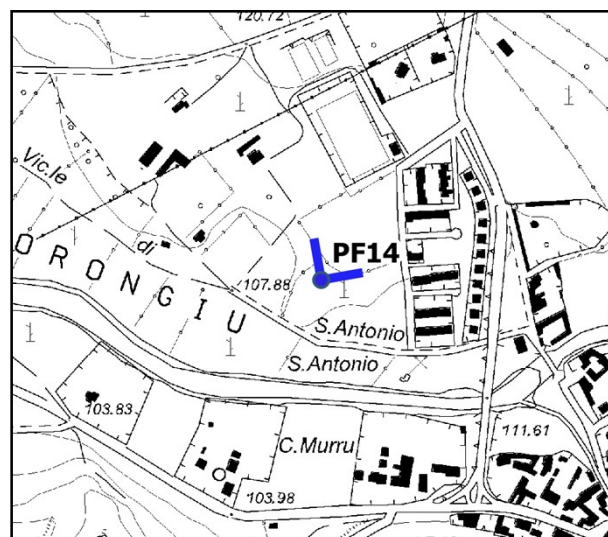 120.72
Vic.le
di
PF14
107.88
ORONGIU
S.Antonio
S.Antonio
103.83
C.Murru
111.61
103.98